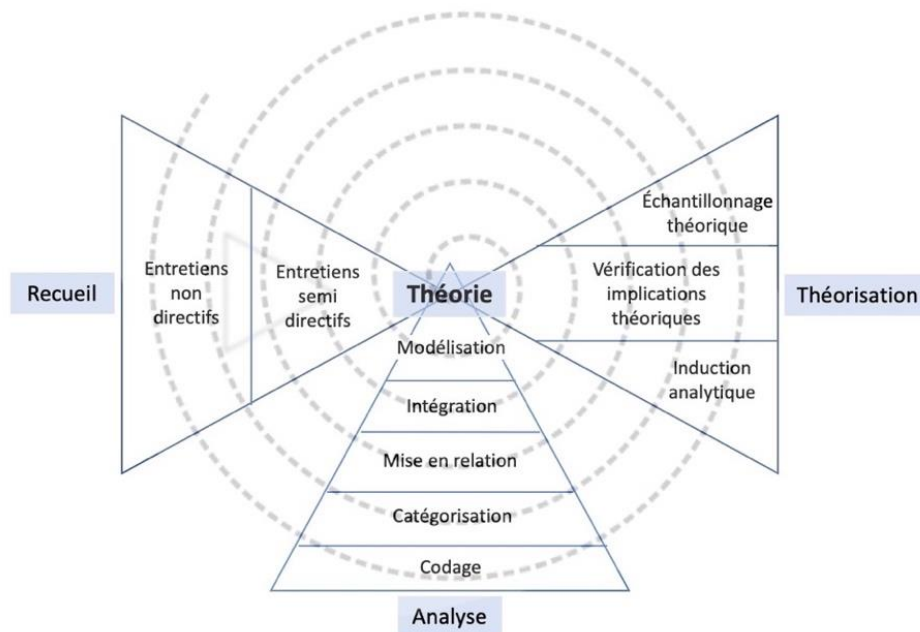 Échantillonnage
théorique
Recueil
Entretiens
non
directifs
Entretiens
semi
directifs
Théorie
Vérification des
implications
théoriques
Théorisation
Modélisation
Induction
analytique
Intégration
Mise en relation
Catégorisation
Codage
Analyse